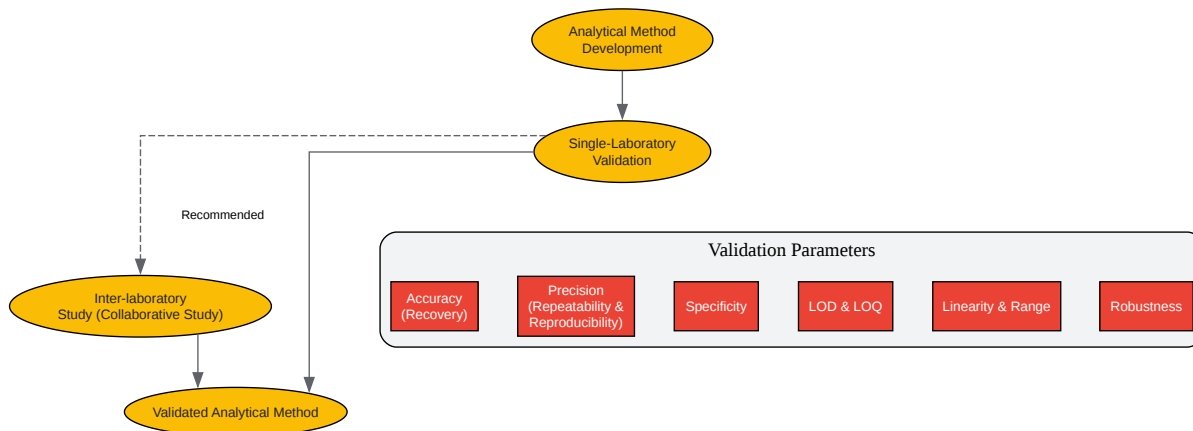 Analytical Method
Development
Single-Laboratory
Validation
Recommended
Validation Parameters
Inter-laboratory
Study (Collaborative Study)
Accuracy
(Recovery)
Precision
(Repeatability &
Reproducibility)
Specificity
LOD & LOQ
Linearity & Range
Robustness
Validated Analytical Method